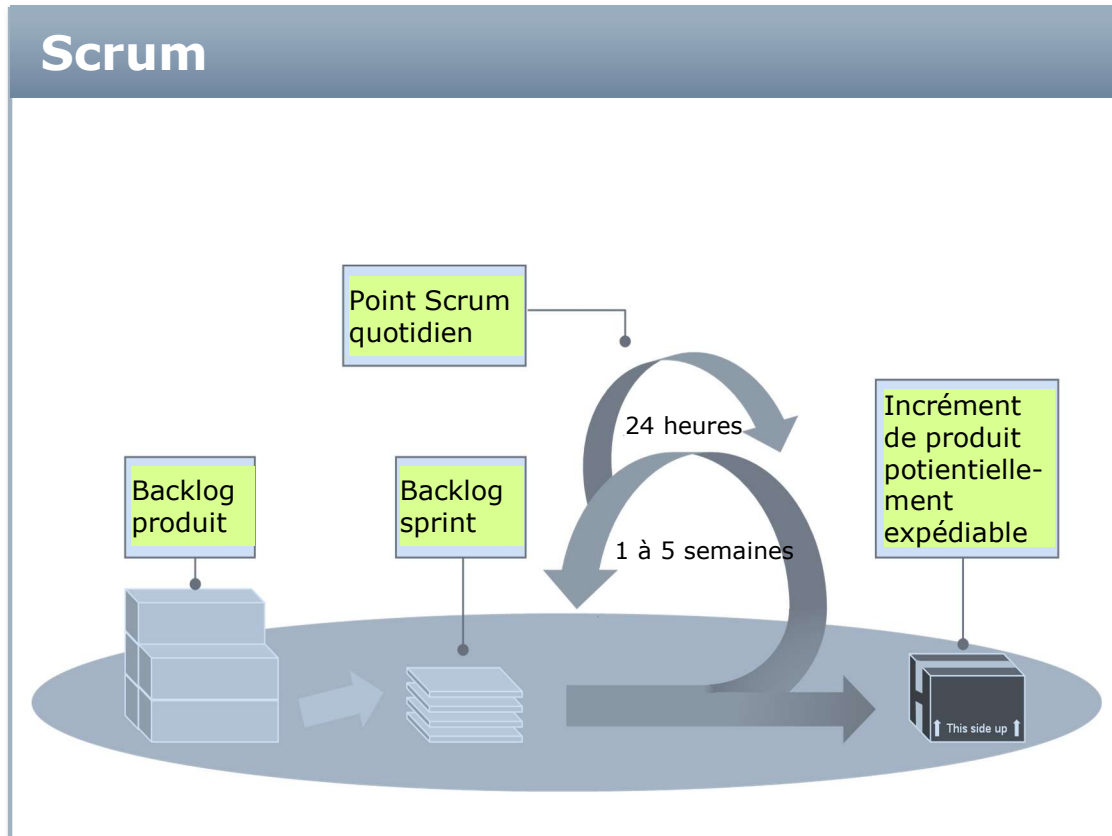 Scrum
Point Scrum
quotidien
24 heures
Incrément
de produit
potientielle-
ment
expédiable
Backlog
produit
Backlog
sprint
1 à 5 semaines
This side up